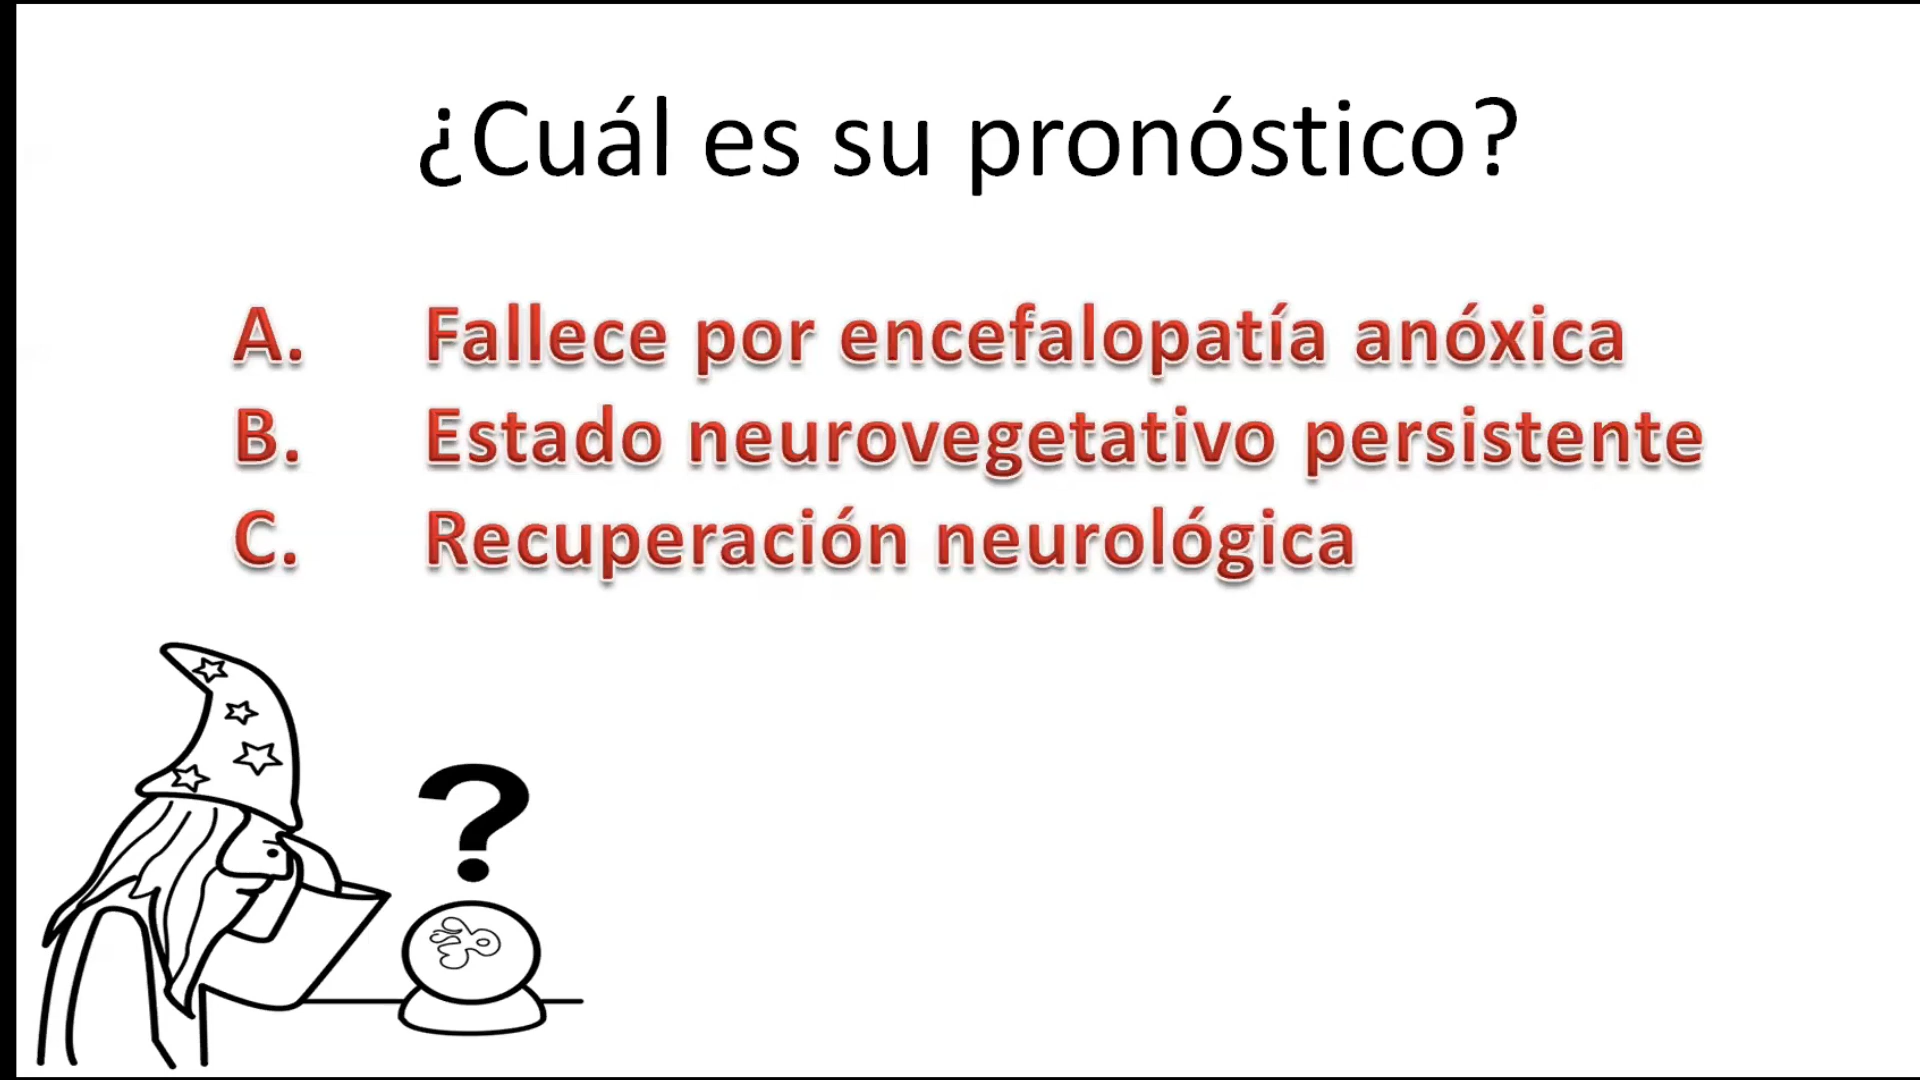 ¿Cuál es su pronóstico?
A. Fallece por encefalopatía anóxica
B. Estado neurovegetativo persistente
C. Recuperación neurológica
?